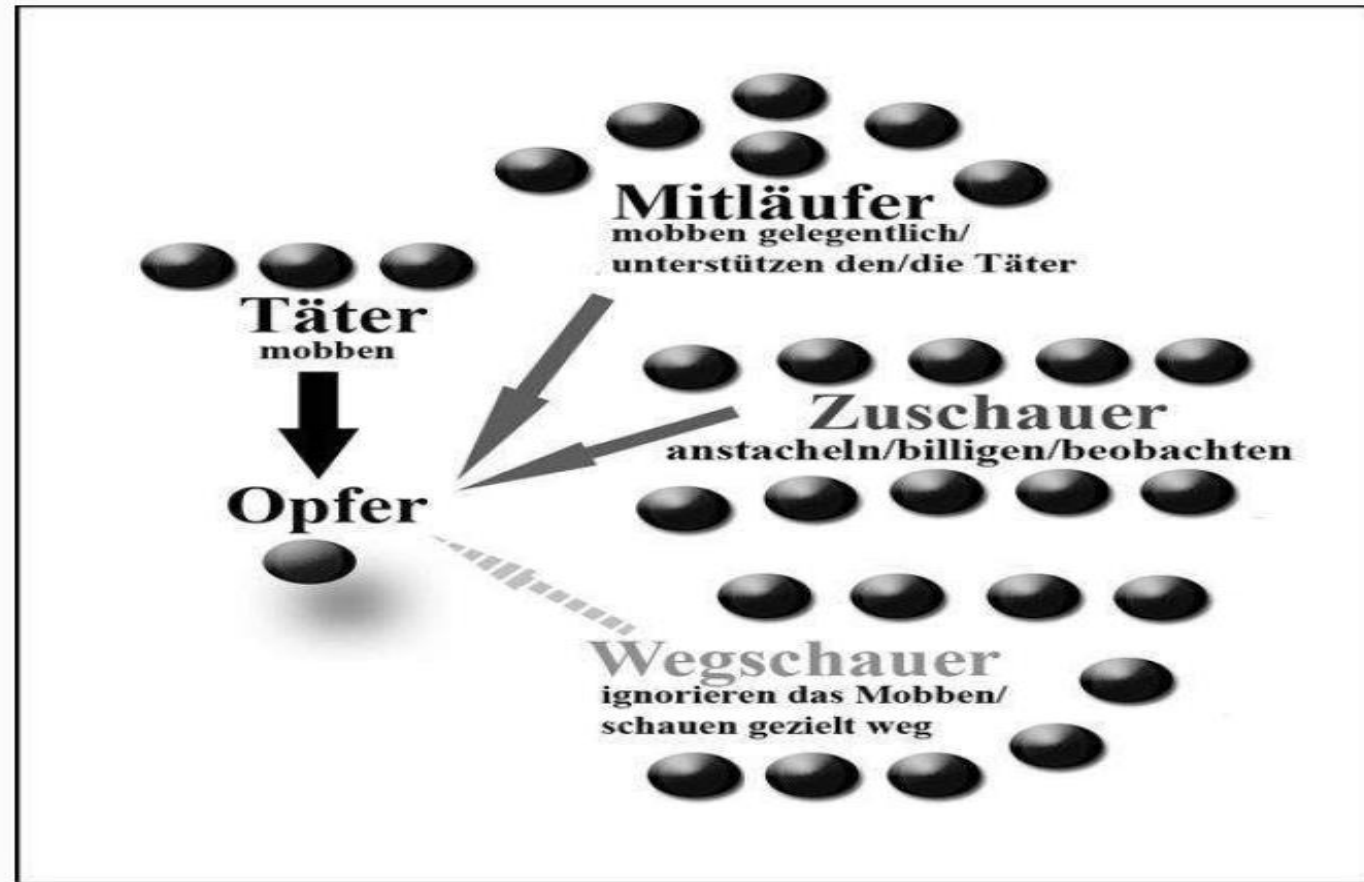 Mitläufer
mobben gelegentlich/
unterstützen den/die Täter
Täter
mobben
Zuschauer
anstacheln/billigen/beobachten
Opfer
Wegschauer
ignorieren das Mobben/
schauen gezielt weg